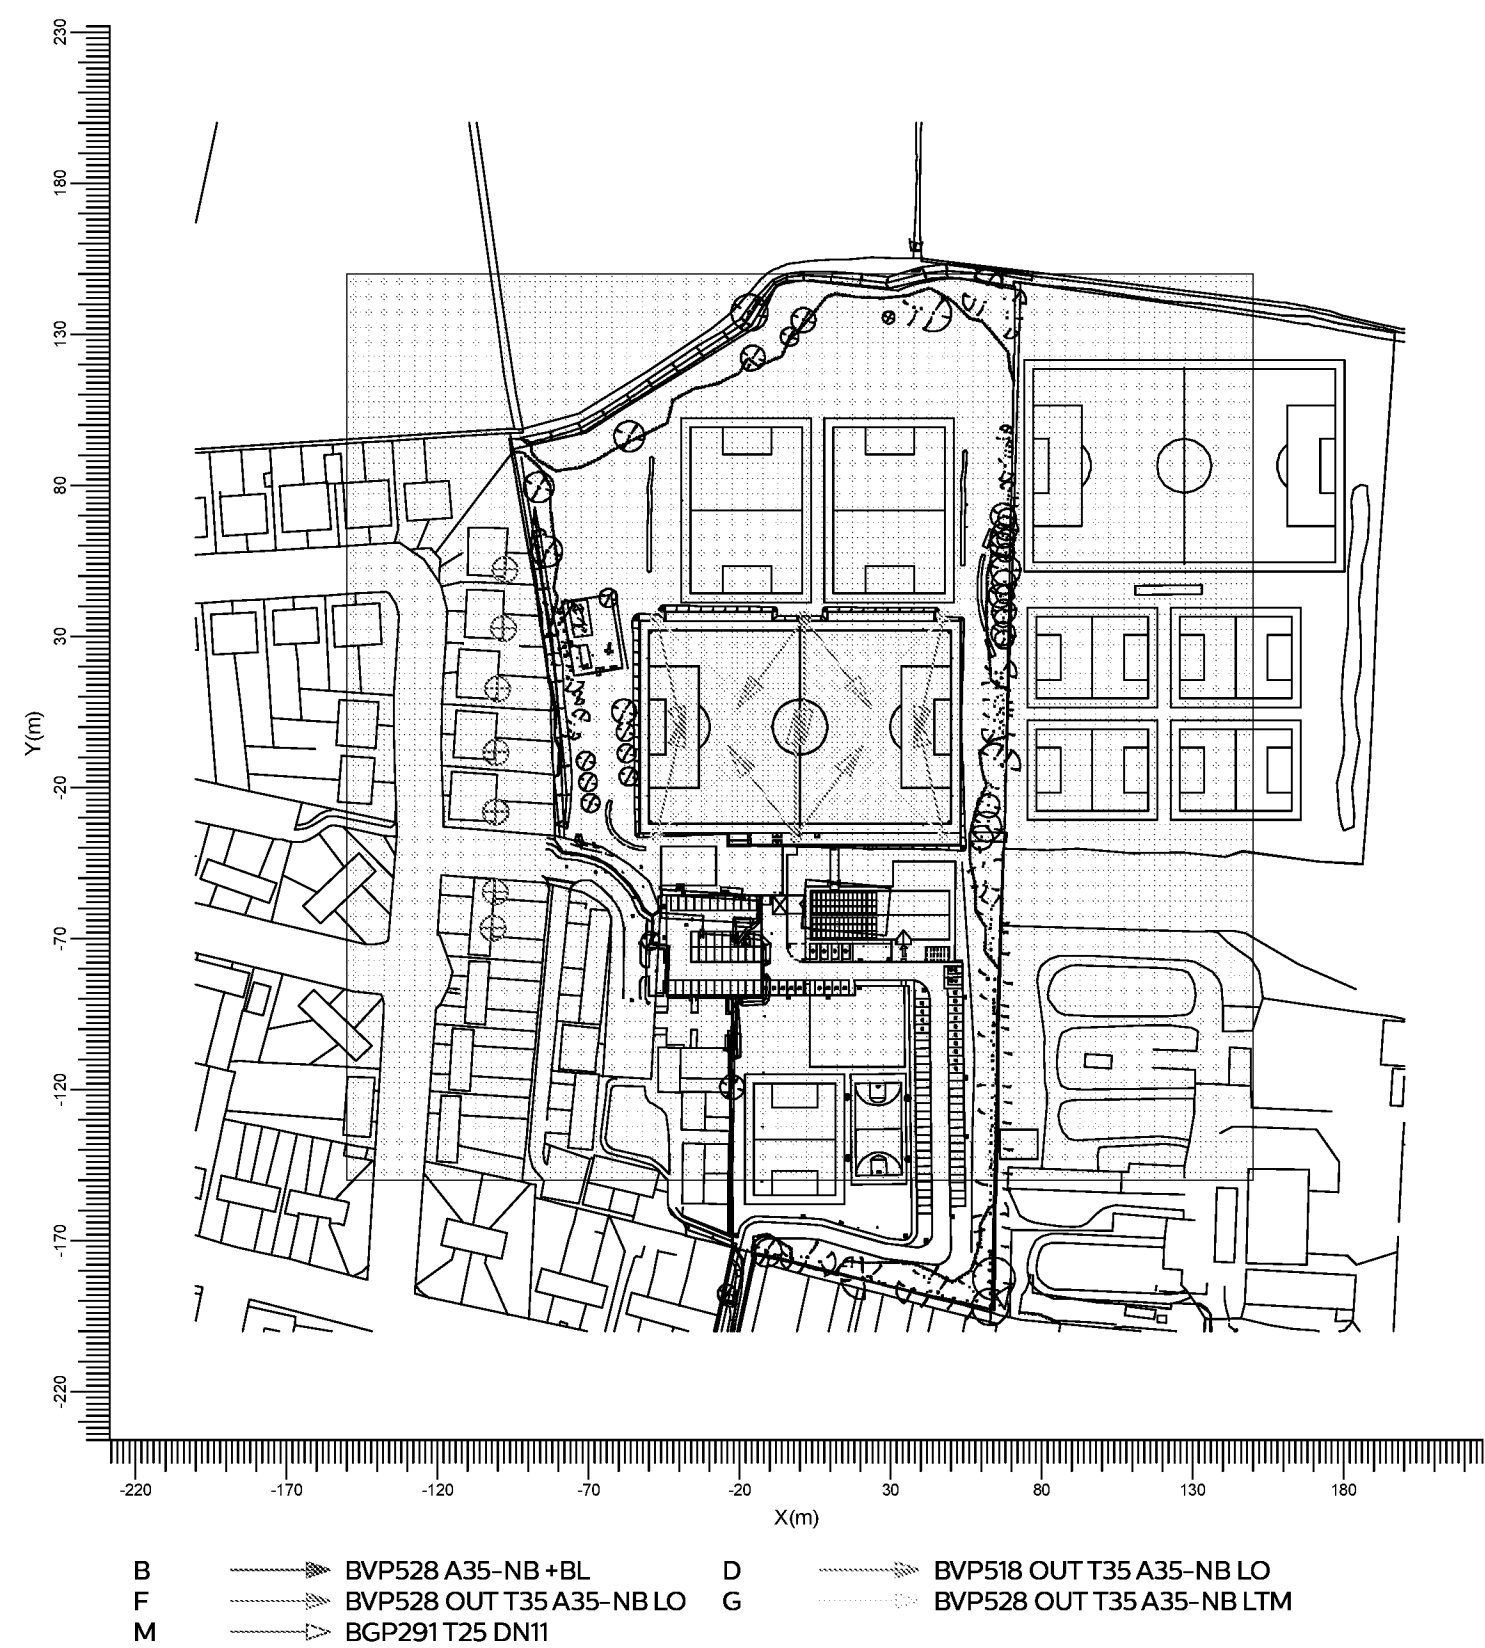 230
180
130
80
30
-20
-70
-120
-170
-220
Y(m)
-220 -170 -120 -70 -20 30 80 130 180
X(m)
B BVP528 A35-NB +BL D BVP518 OUT T35 A35-NB LO
F BVP528 OUT T35 A35-NB LO G BVP528 OUT T35 A35-NB LTM
M BGP291 T25 DN11